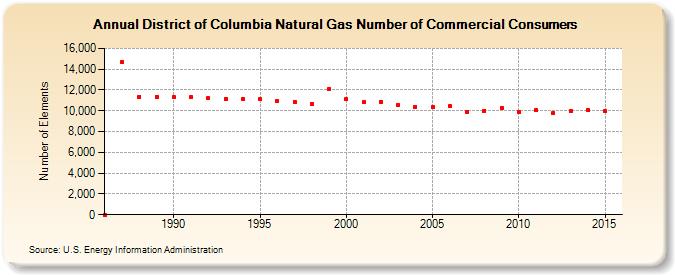 Annual District of Columbia Natural Gas Number of Commercial Consumers
Number of Elements
16,000
14,000
12,000
10,000
8,000
6,000
4,000
2,000
0
1990 1995 2000 2005 2010 2015
Source: U.S. Energy Information Administration